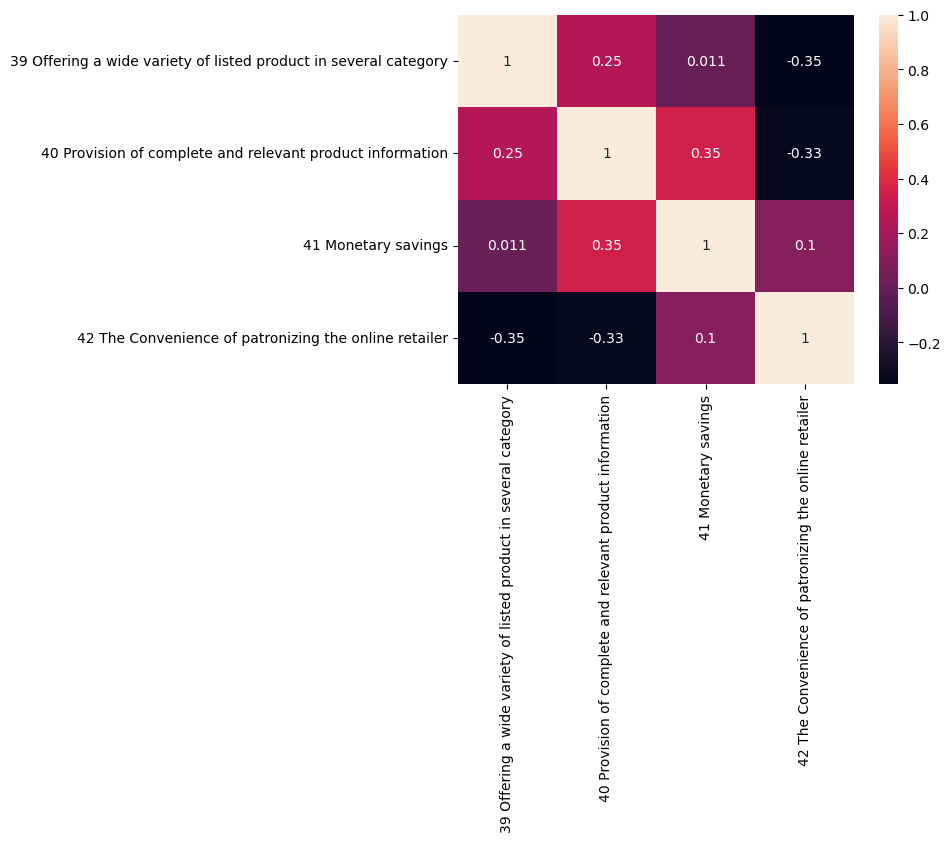 39 Offering a wide variety of listed product in several category
1
0.25
0.011
-0.35
40 Provision of complete and relevant product information
0.25
1
0.35
-0.33
41 Monetary savings
0.011
0.35
1
0.1
42 The Convenience of patronizing the online retailer
-0.35
-0.33
0.1
1
39 Offering a wide variety of listed product in several category
40 Provision of complete and relevant product information
41 Monetary savings
42 The Convenience of patronizing the online retailer
1.0
0.8
0.6
0.4
0.2
0.0
−0.2